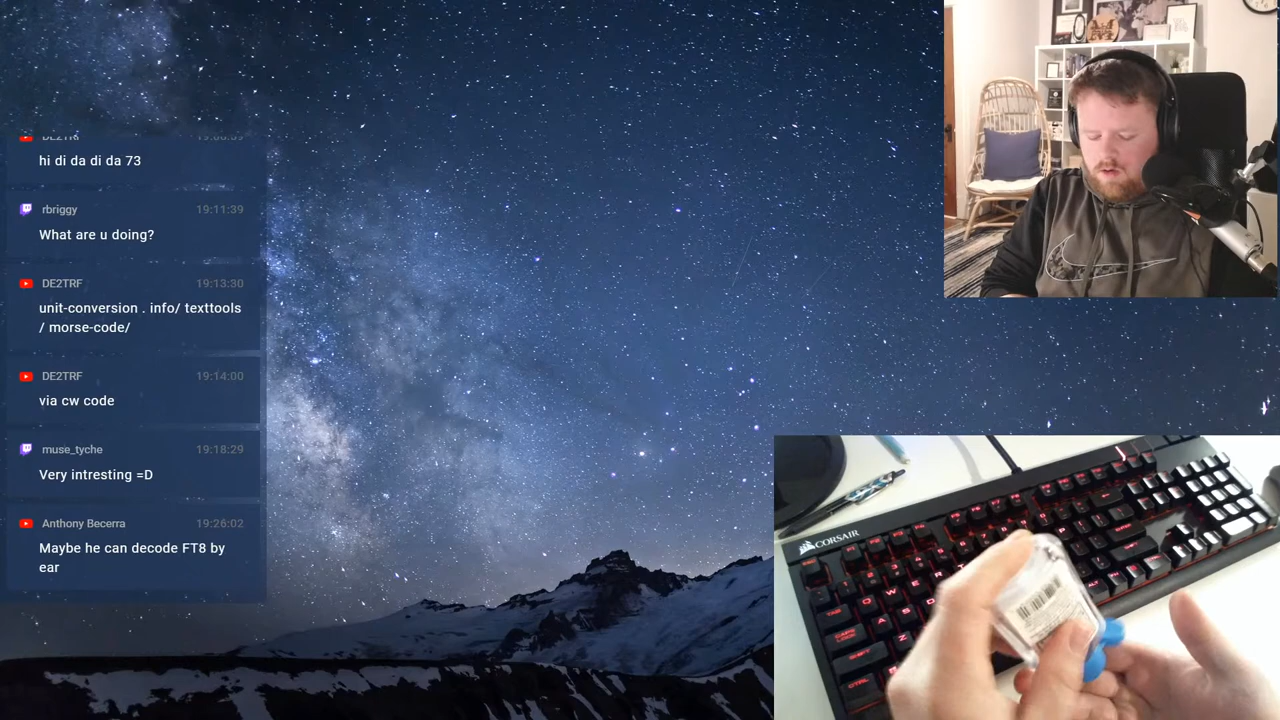 hi di da di da 73
rbriggy 19:11:39
What are u doing?
DE2TRF 19:13:30
unit-conversion . info/ texttools
/ morse-code/
DE2TRF 19:14:00
via cw code
muse_tyche 19:18:29
Very intresting =D
Anthony Becerra 19:26:02
Maybe he can decode FT8 by
ear
CORSAIR